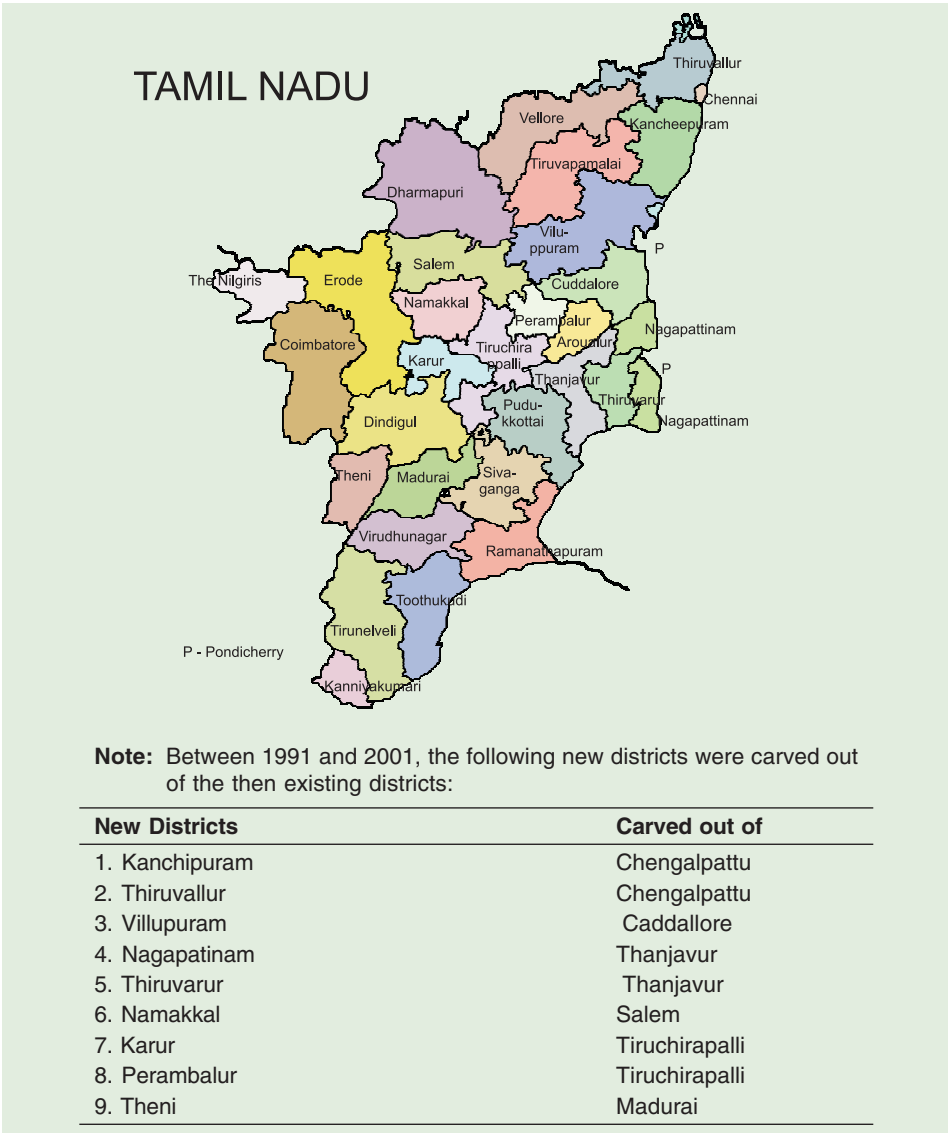 TAMIL NADU
Thiruvallur
Chennai
Vellore
Kancheepuram
Tiruvapamalai
Dharmapuri
Vilu-
ppuram
P
Salem
The Nilgiris
Erode
Cuddalore
Namakkal
Perambalur
Nagapattinam
Coimbatore
Tiruchira
ppalli
Karur
P
Thanjavur
Thiruvarur
Pudu-
kkottai
Dindigul
Nagapattinam
Theni
Madurai
Siva-
ganga
Virudhunagar
Ramanathapuram
Toothukudi
Tirunelveli
P - Pondicherry
Kanniyakumari
Note: Between 1991 and 2001, the following new districts were carved out
of the then existing districts:
New Districts Carved out of
1. Kanchipuram Chengalpattu
2. Thiruvallur Chengalpattu
3. Villupuram Caddallore
4. Nagapatinam Thanjavur
5. Thiruvarur Thanjavur
6. Namakkal Salem
7. Karur Tiruchirapalli
8. Perambalur Tiruchirapalli
9. Theni Madurai